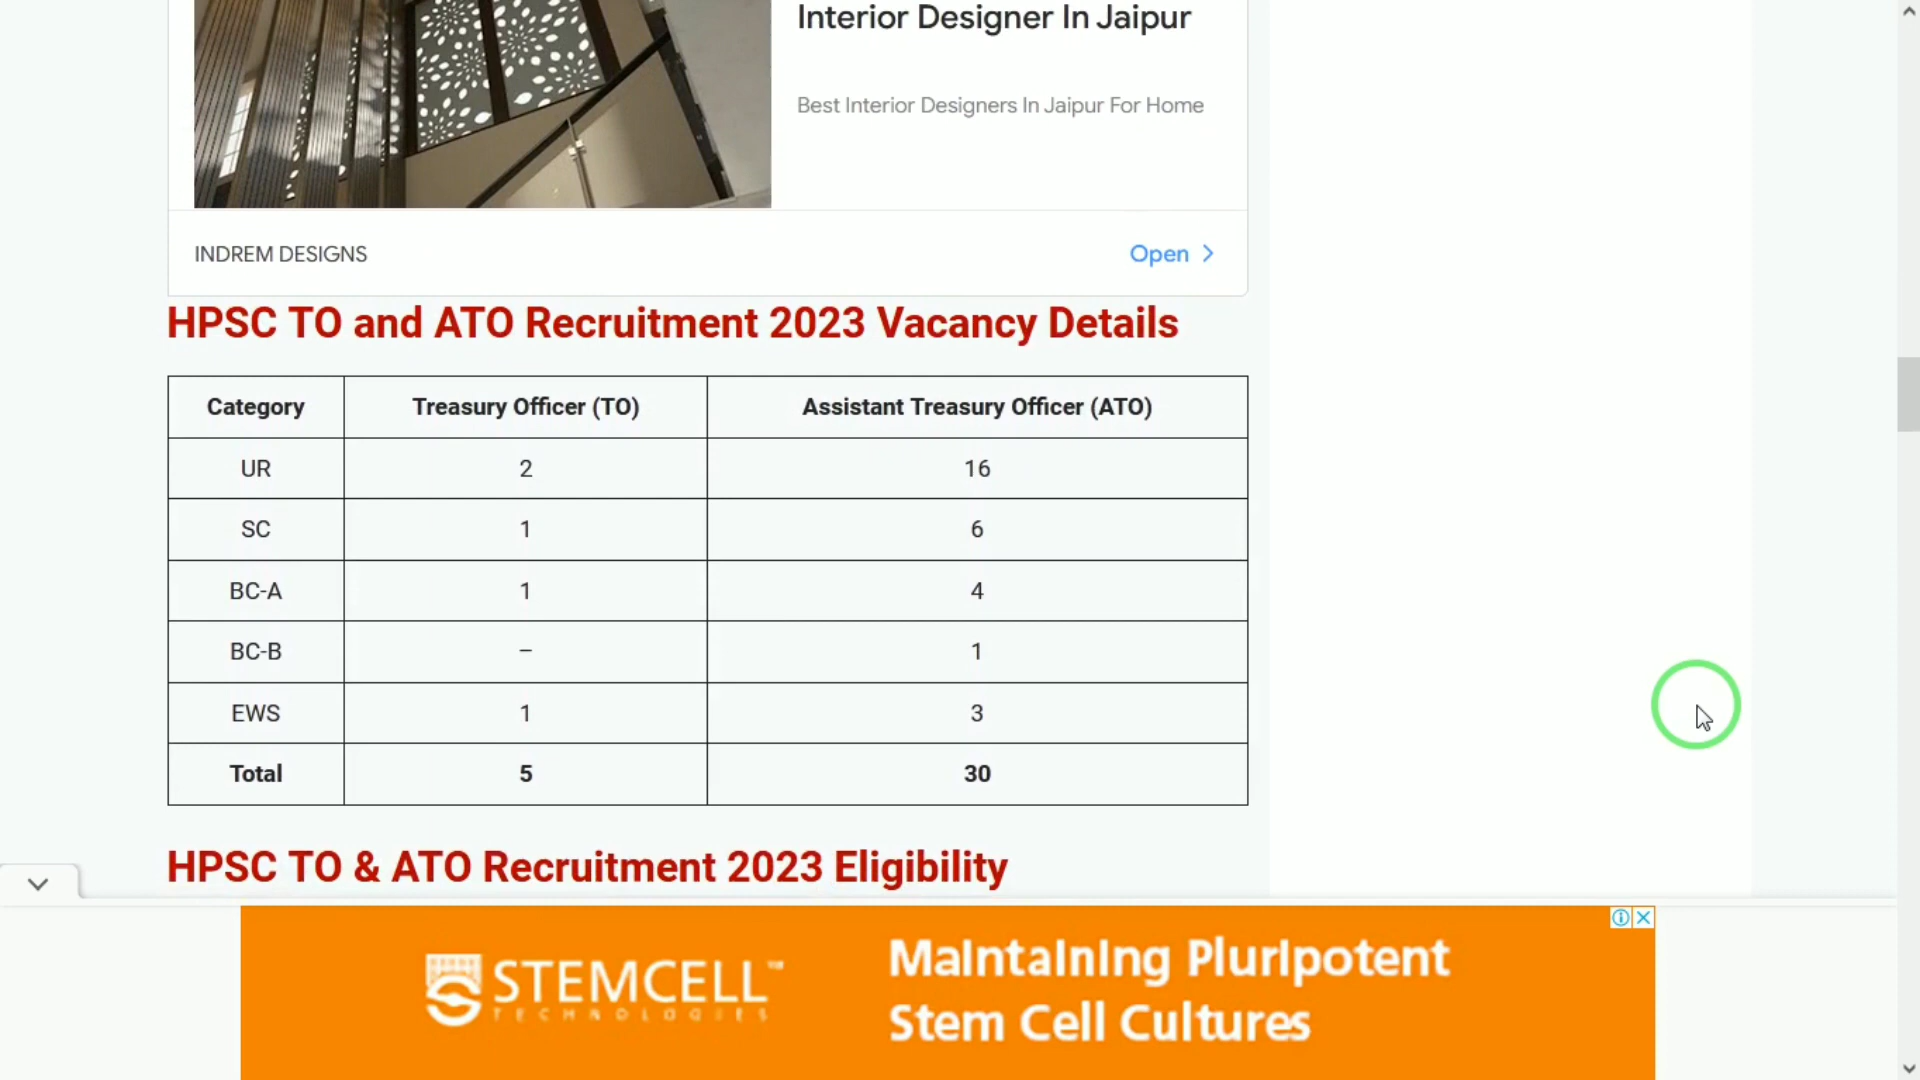 Interior Designer In Jaipur
Best Interior Designers In Jaipur For Home
INDREM DESIGNS
Open
HPSC TO and ATO Recruitment 2023 Vacancy Details
Category Treasury Officer (TO) Assistant Treasury Officer (ATO)
UR 2 16
SC 1 6
BC-A 1 4
BC-B – 1
EWS 1 3
Total 5 30
HPSC TO & ATO Recruitment 2023 Eligibility
STEMCELL™
TECHNOLOGIES
Maintaining Pluripotent
Stem Cell Cultures